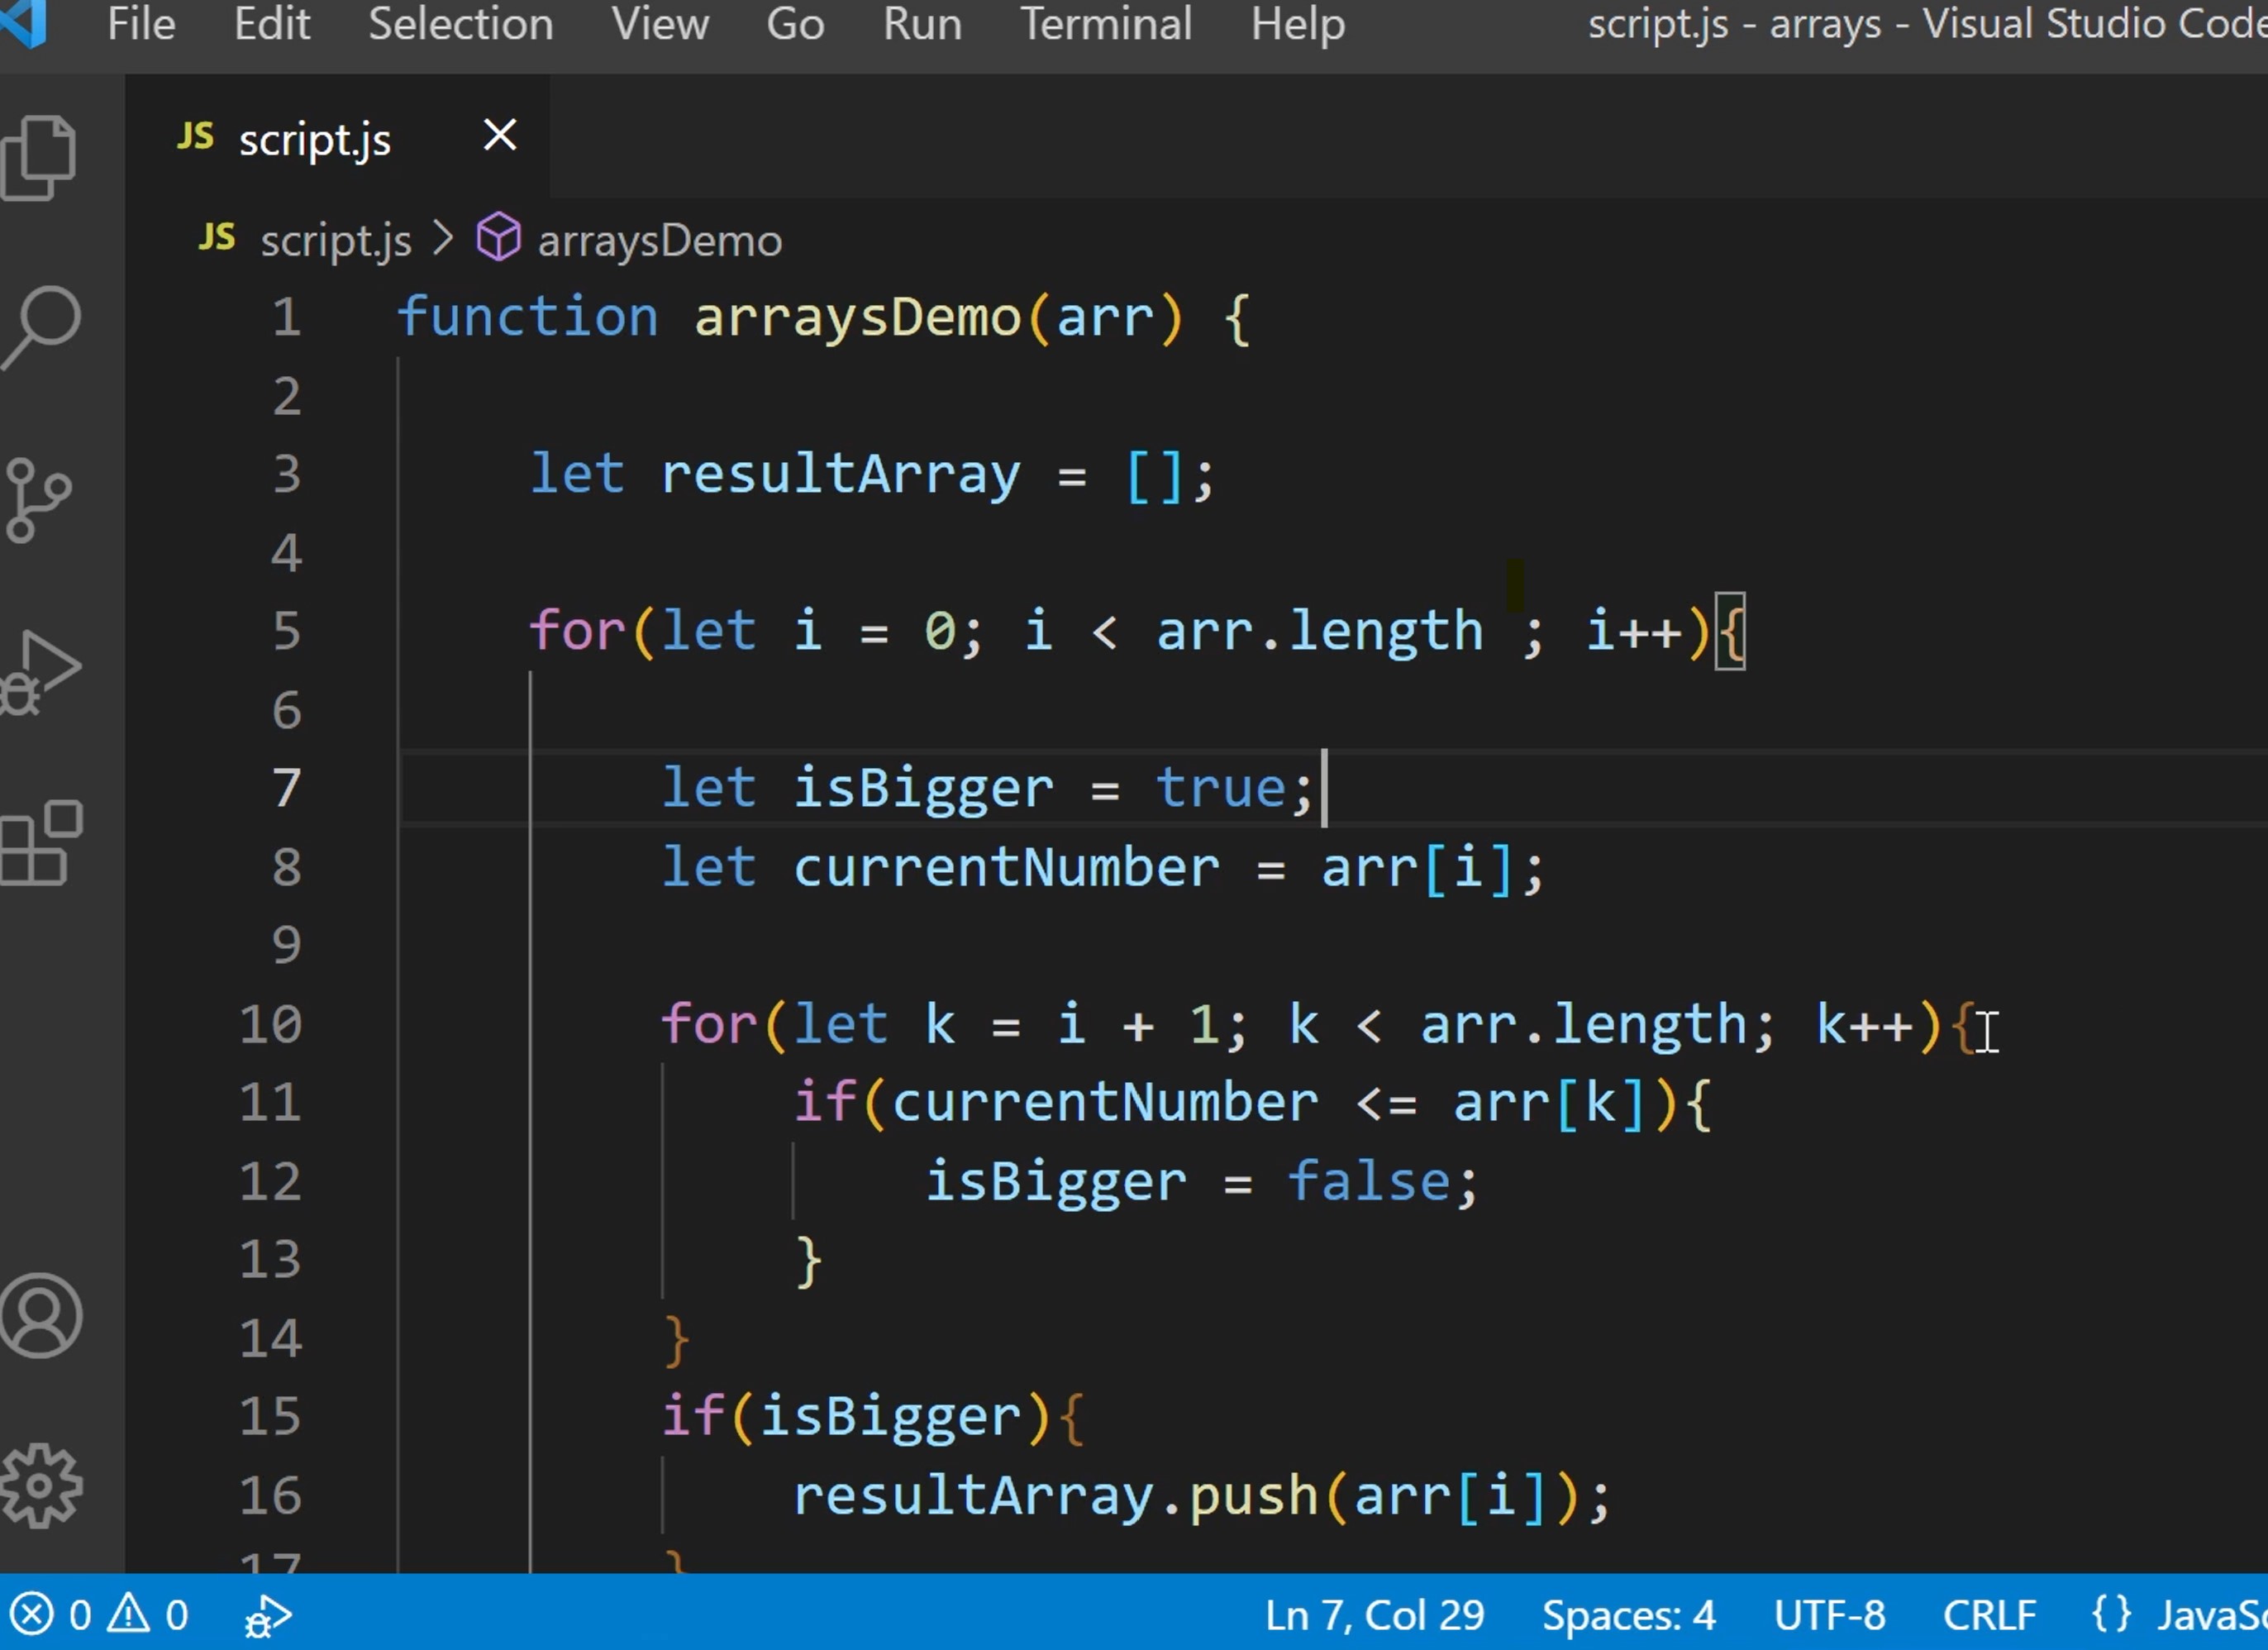 File Edit Selection View Go Run Terminal Help script.js - arrays - Visual Studio Code
JS script.js
JS script.js > arraysDemo
1 function arraysDemo(arr) {
2
3 let resultArray = [];
4
5 for(let i = 0; i < arr.length ; i++){
6
7 let isBigger = true;
8 let currentNumber = arr[i];
9
10 for(let k = i + 1; k < arr.length; k++){
11 if(currentNumber <= arr[k]){
12 isBigger = false;
13 }
14 }
15 if(isBigger){
16 resultArray.push(arr[i]);
17 }
0 0 Ln 7, Col 29 Spaces: 4 UTF-8 CRLF {} JavaSc